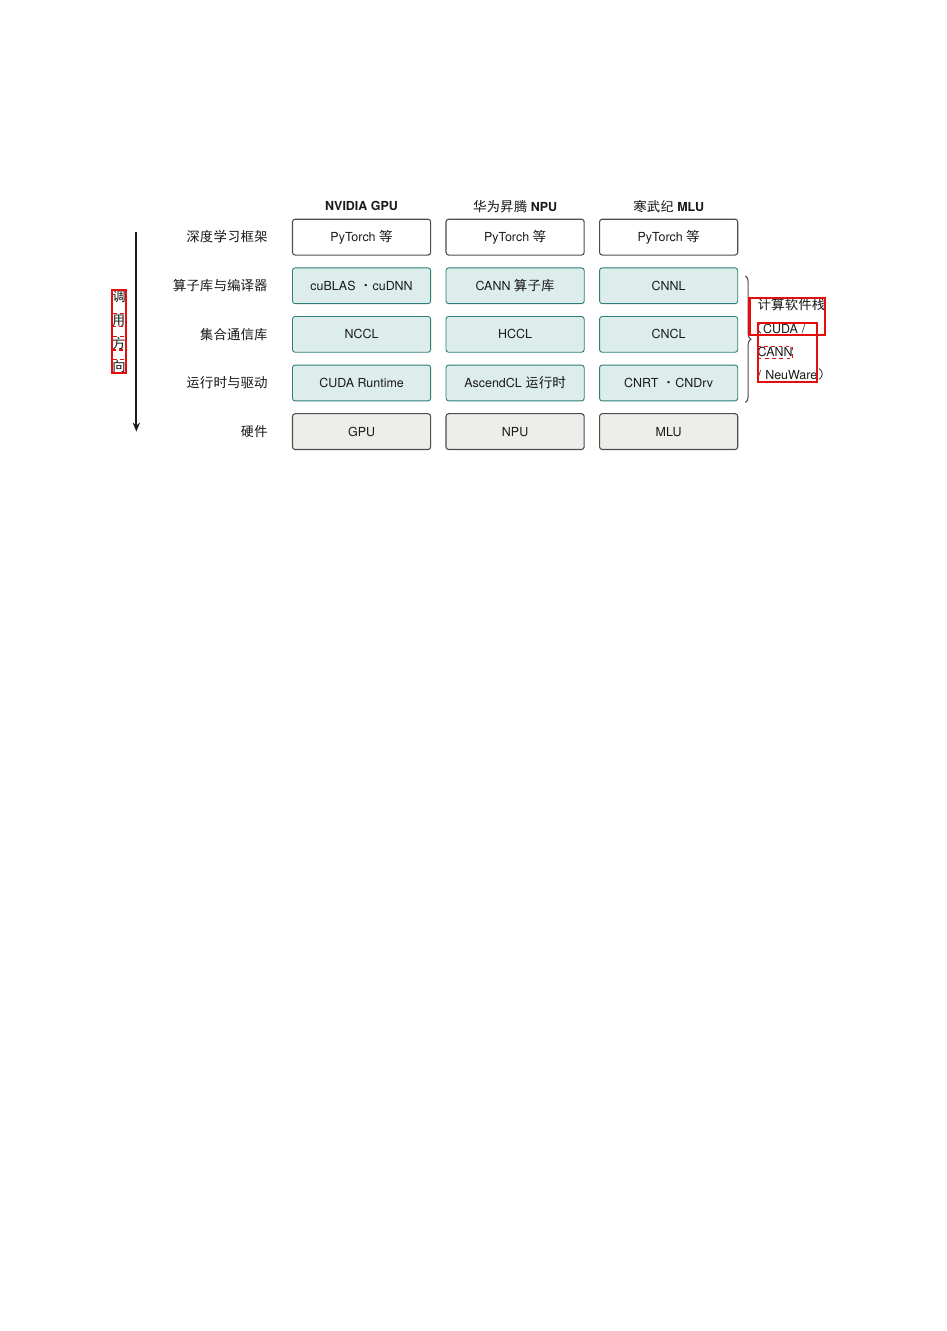 NVIDIA GPU 华为昇腾 NPU 寒武纪 MLU
深度学习框架 PyTorch 等 PyTorch 等 PyTorch 等
算子库与编译器 cuBLAS · cuDNN CANN 算子库 CNNL
集合通信库 NCCL HCCL CNCL
运行时与驱动 CUDA Runtime AscendCL 运行时 CNRT · CNDrv
硬件 GPU NPU MLU
调
用
方
向
计算软件栈
（CUDA /
CANN
/ NeuWare）